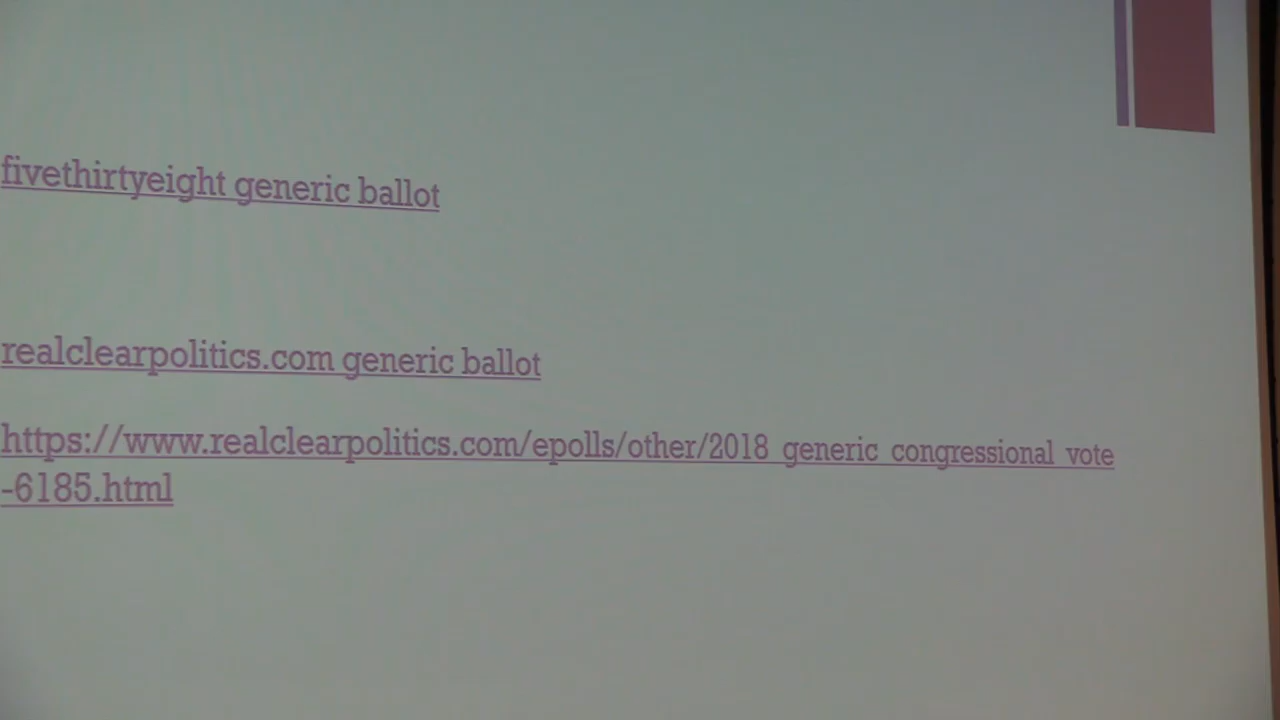 fivethirtyeight generic ballot
realclearpolitics.com generic ballot
https://www.realclearpolitics.com/epolls/other/2018_generic_congressional_vote
-6185.html